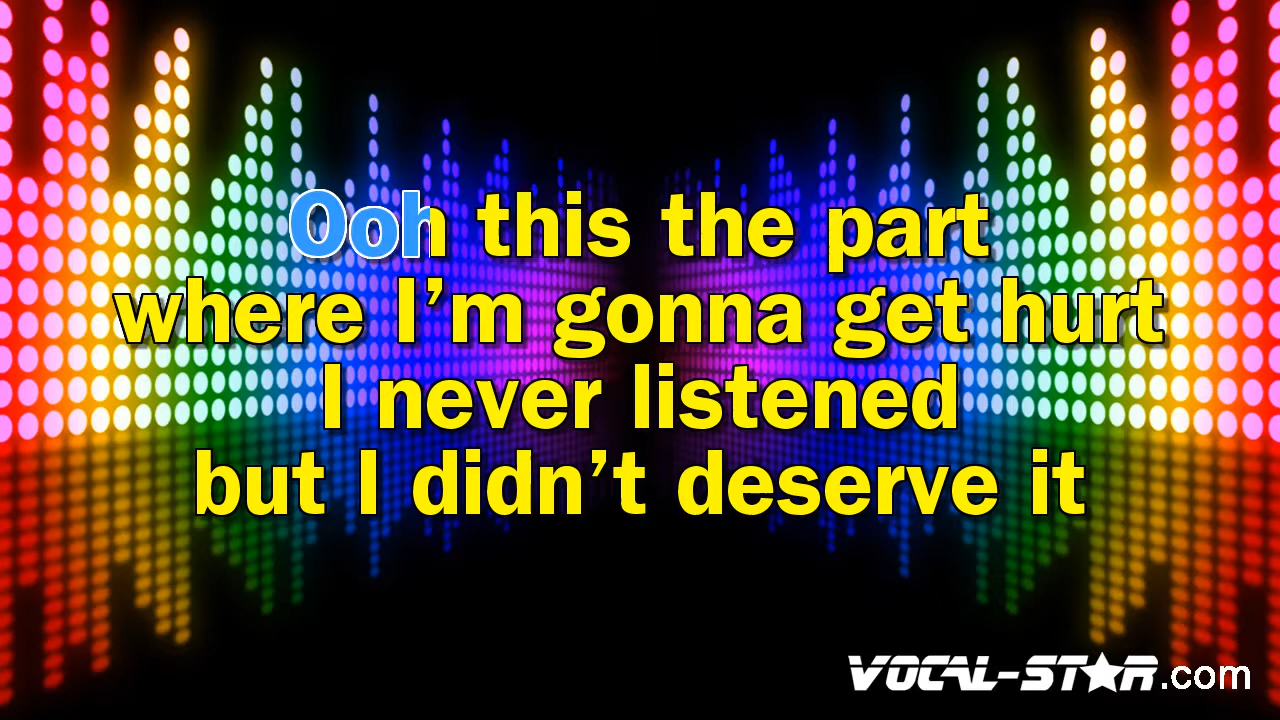 Ooh this the part
where I’m gonna get hurt
I never listened
but I didn’t deserve it
VOCAL-STAR.com